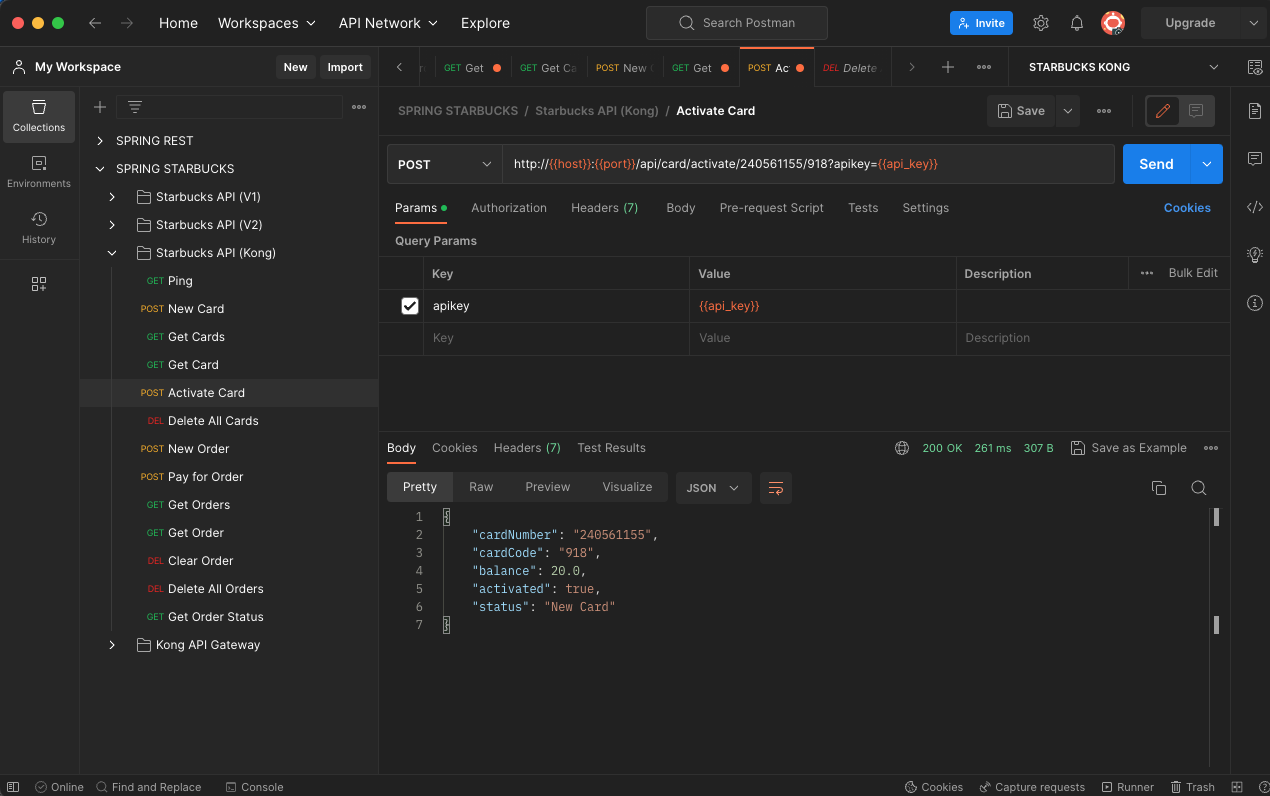 Home Workspaces API Network Explore Search Postman Invite Upgrade
My Workspace New Import
GET Get GET Get Ca POST New POST GET Get POST Ac DEL Delete STARBUCKS KONG
Collections
Environments
History
SPRING REST
SPRING STARBUCKS
Starbucks API (V1)
Starbucks API (V2)
Starbucks API (Kong)
GET Ping
POST New Card
GET Get Cards
GET Get Card
POST Activate Card
DEL Delete All Cards
POST New Order
POST Pay for Order
GET Get Orders
GET Get Order
DEL Clear Order
DEL Delete All Orders
GET Get Order Status
Kong API Gateway
SPRING STARBUCKS / Starbucks API (Kong) / Activate Card Save
POST http://{{host}}:{{port}}/api/card/activate/240561155/918?apikey={{api_key}} Send
Params Authorization Headers (7) Body Pre-request Script Tests Settings Cookies
Query Params
Key Value Description Bulk Edit
apikey {{api_key}}
Key Value Description
Body Cookies Headers (7) Test Results 200 OK 261 ms 307 B Save as Example
Pretty Raw Preview Visualize JSON
1 {
2 "cardNumber": "240561155",
3 "cardCode": "918",
4 "balance": 20.0,
5 "activated": true,
6 "status": "New Card"
7 }
Online Find and Replace Console Cookies Capture requests Runner Trash